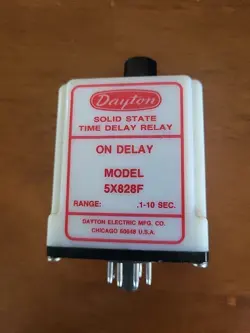 Dayton
SOLID STATE
TIME DELAY RELAY
ON DELAY
MODEL
5X828F
RANGE: .1-10 SEC.
DAYTON ELECTRIC MFG. CO.
CHICAGO 60648 U.S.A.